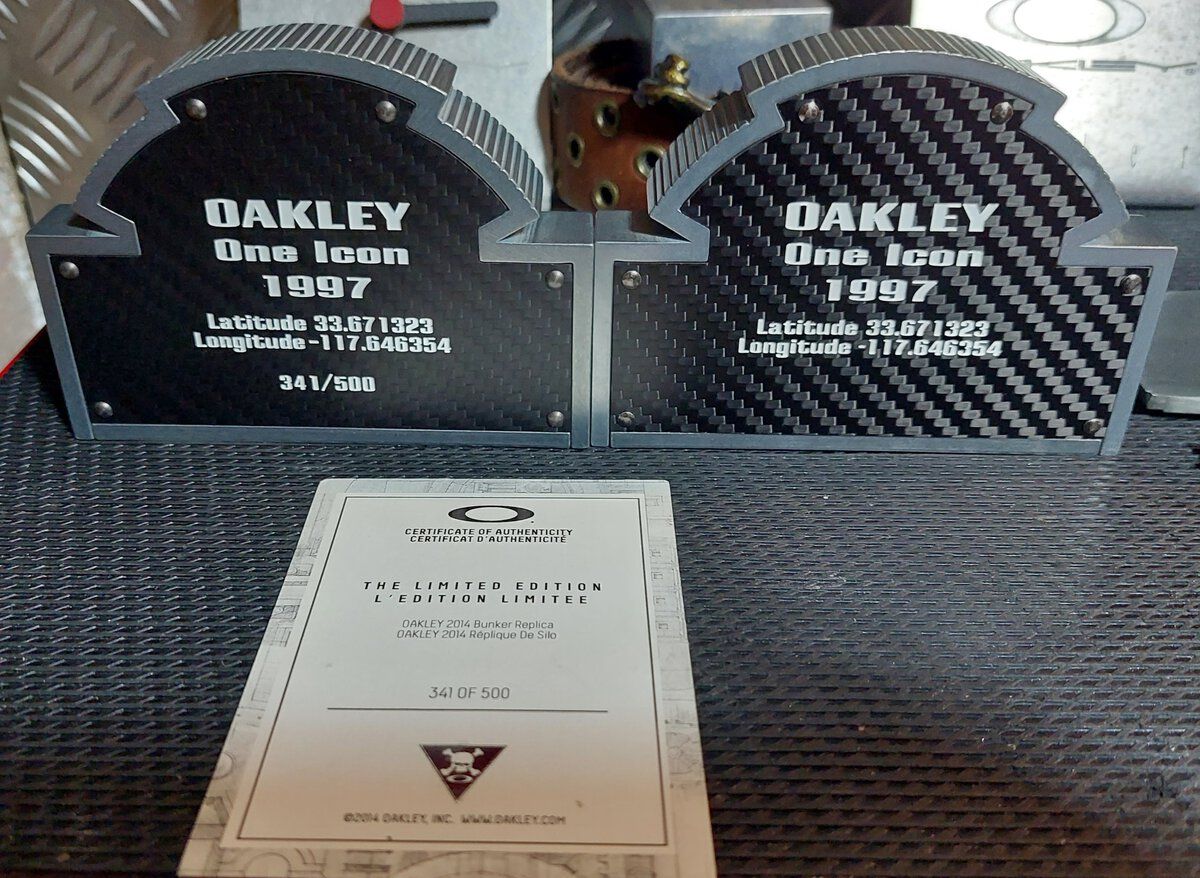 OAKLEY
One Icon
1997
Latitude 33.671323
Longitude -117.646354
341/500
OAKLEY
One Icon
1997
Latitude 33.671323
Longitude -117.646354
CERTIFICATE OF AUTHENTICITY
CERTIFICAT D'AUTHENTICITÉ
THE LIMITED EDITION
L'EDITION LIMITEE
OAKLEY 2014 Bunker Replica
OAKLEY 2014 Réplique De Silo
341 OF 500
©2014 OAKLEY, INC. WWW.OAKLEY.COM